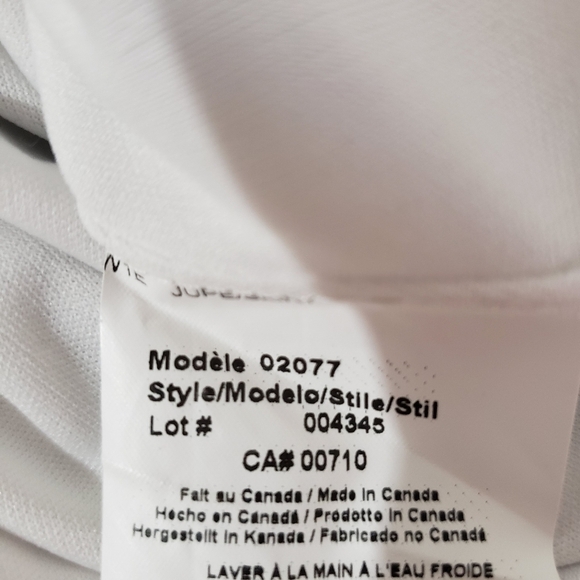 Modèle 02077
Style/Modelo/Stile/Stil
Lot # 004345
CA# 00710
Fait au Canada / Made in Canada
Hecho en Canadá / Prodotto in Canada
Hergestellt in Kanada / Fabricado no Canadá
LAVER À LA MAIN À L'EAU FROIDE